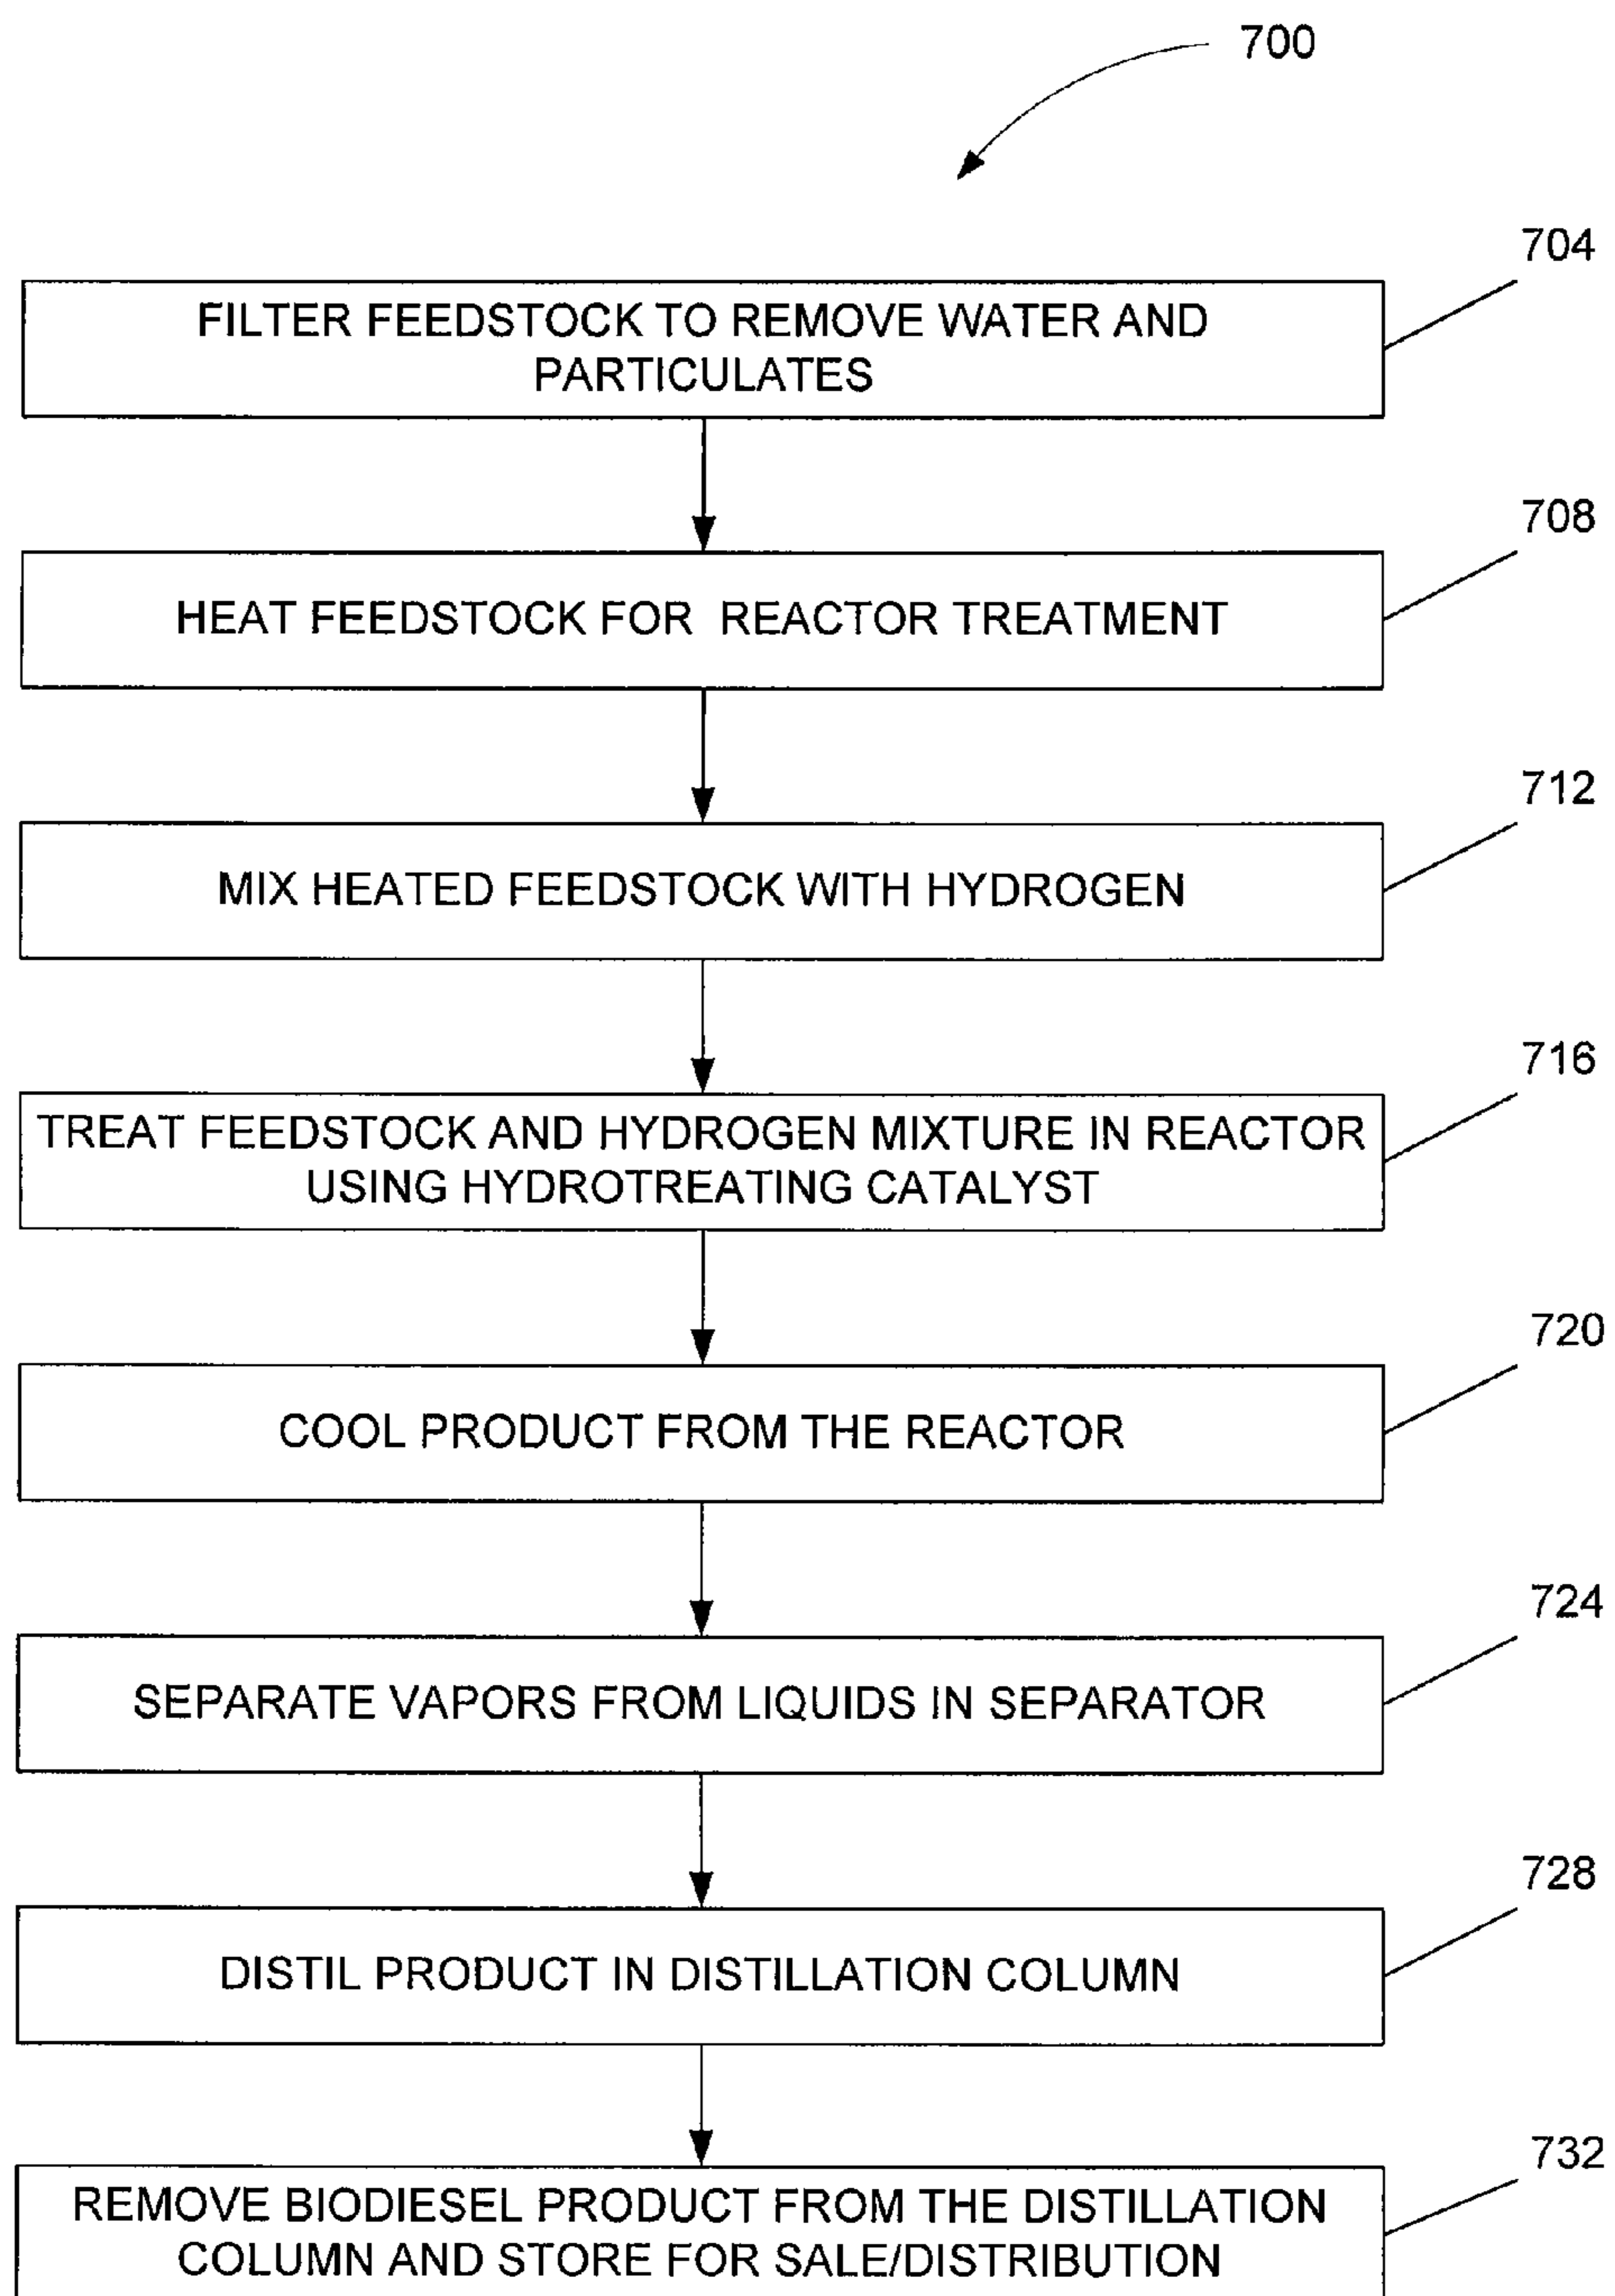 700
704
FILTER FEEDSTOCK TO REMOVE WATER AND
PARTICULATES
708
HEAT FEEDSTOCK FOR REACTOR TREATMENT
712
MIX HEATED FEEDSTOCK WITH HYDROGEN
716
TREAT FEEDSTOCK AND HYDROGEN MIXTURE IN REACTOR
USING HYDROTREATING CATALYST
720
COOL PRODUCT FROM THE REACTOR
724
SEPARATE VAPORS FROM LIQUIDS IN SEPARATOR
728
DISTIL PRODUCT IN DISTILLATION COLUMN
732
REMOVE BIODIESEL PRODUCT FROM THE DISTILLATION
COLUMN AND STORE FOR SALE/DISTRIBUTION